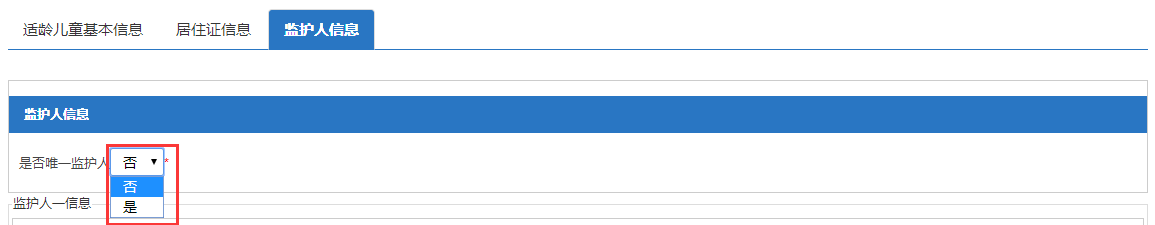 适龄儿童基本信息 居住证信息 监护人信息
监护人信息
是否唯一监护人 否 *
否
是
监护人一信息